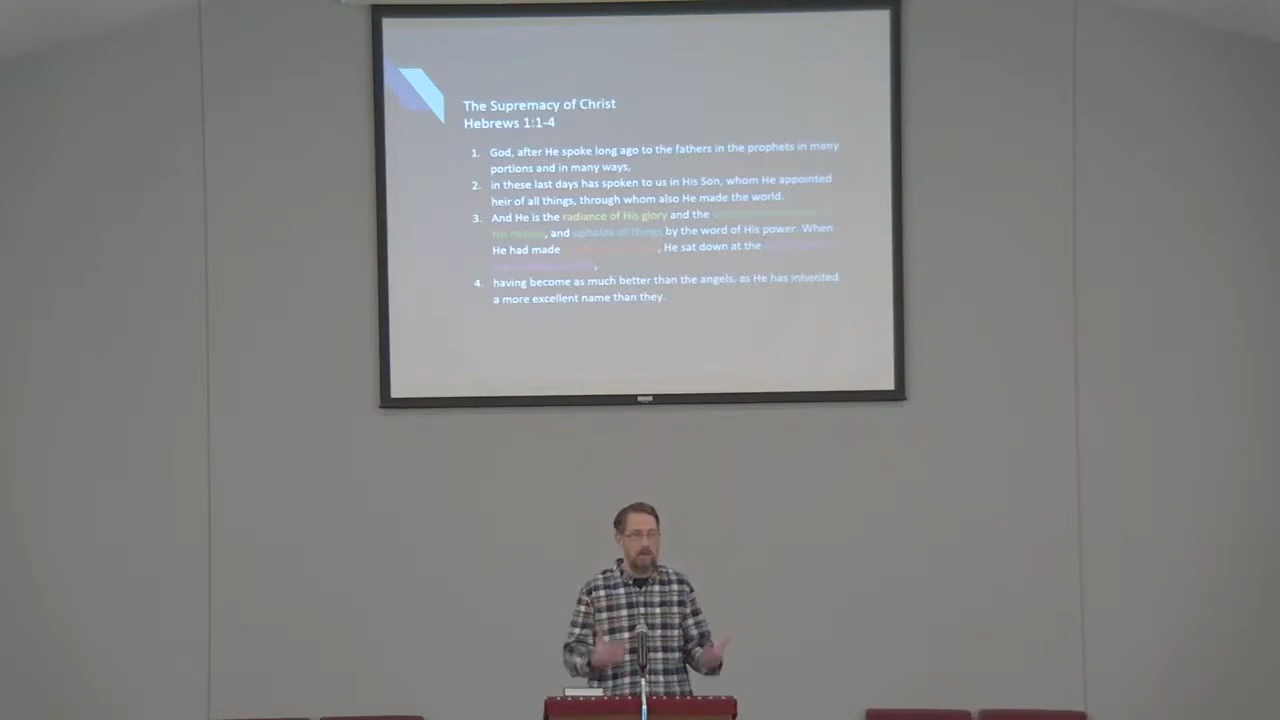 The Supremacy of Christ
Hebrews 1:1-4
1. God, after He spoke long ago to the fathers in the prophets in many
portions and in many ways,
2. in these last days has spoken to us in His Son, whom He appointed
heir of all things, through whom also He made the world.
3. And He is the radiance of His glory and the
His nature, and upholds all things by the word of His power. When
He had made , He sat down at the
,
4. having become as much better than the angels, as He has inherited
a more excellent name than they.